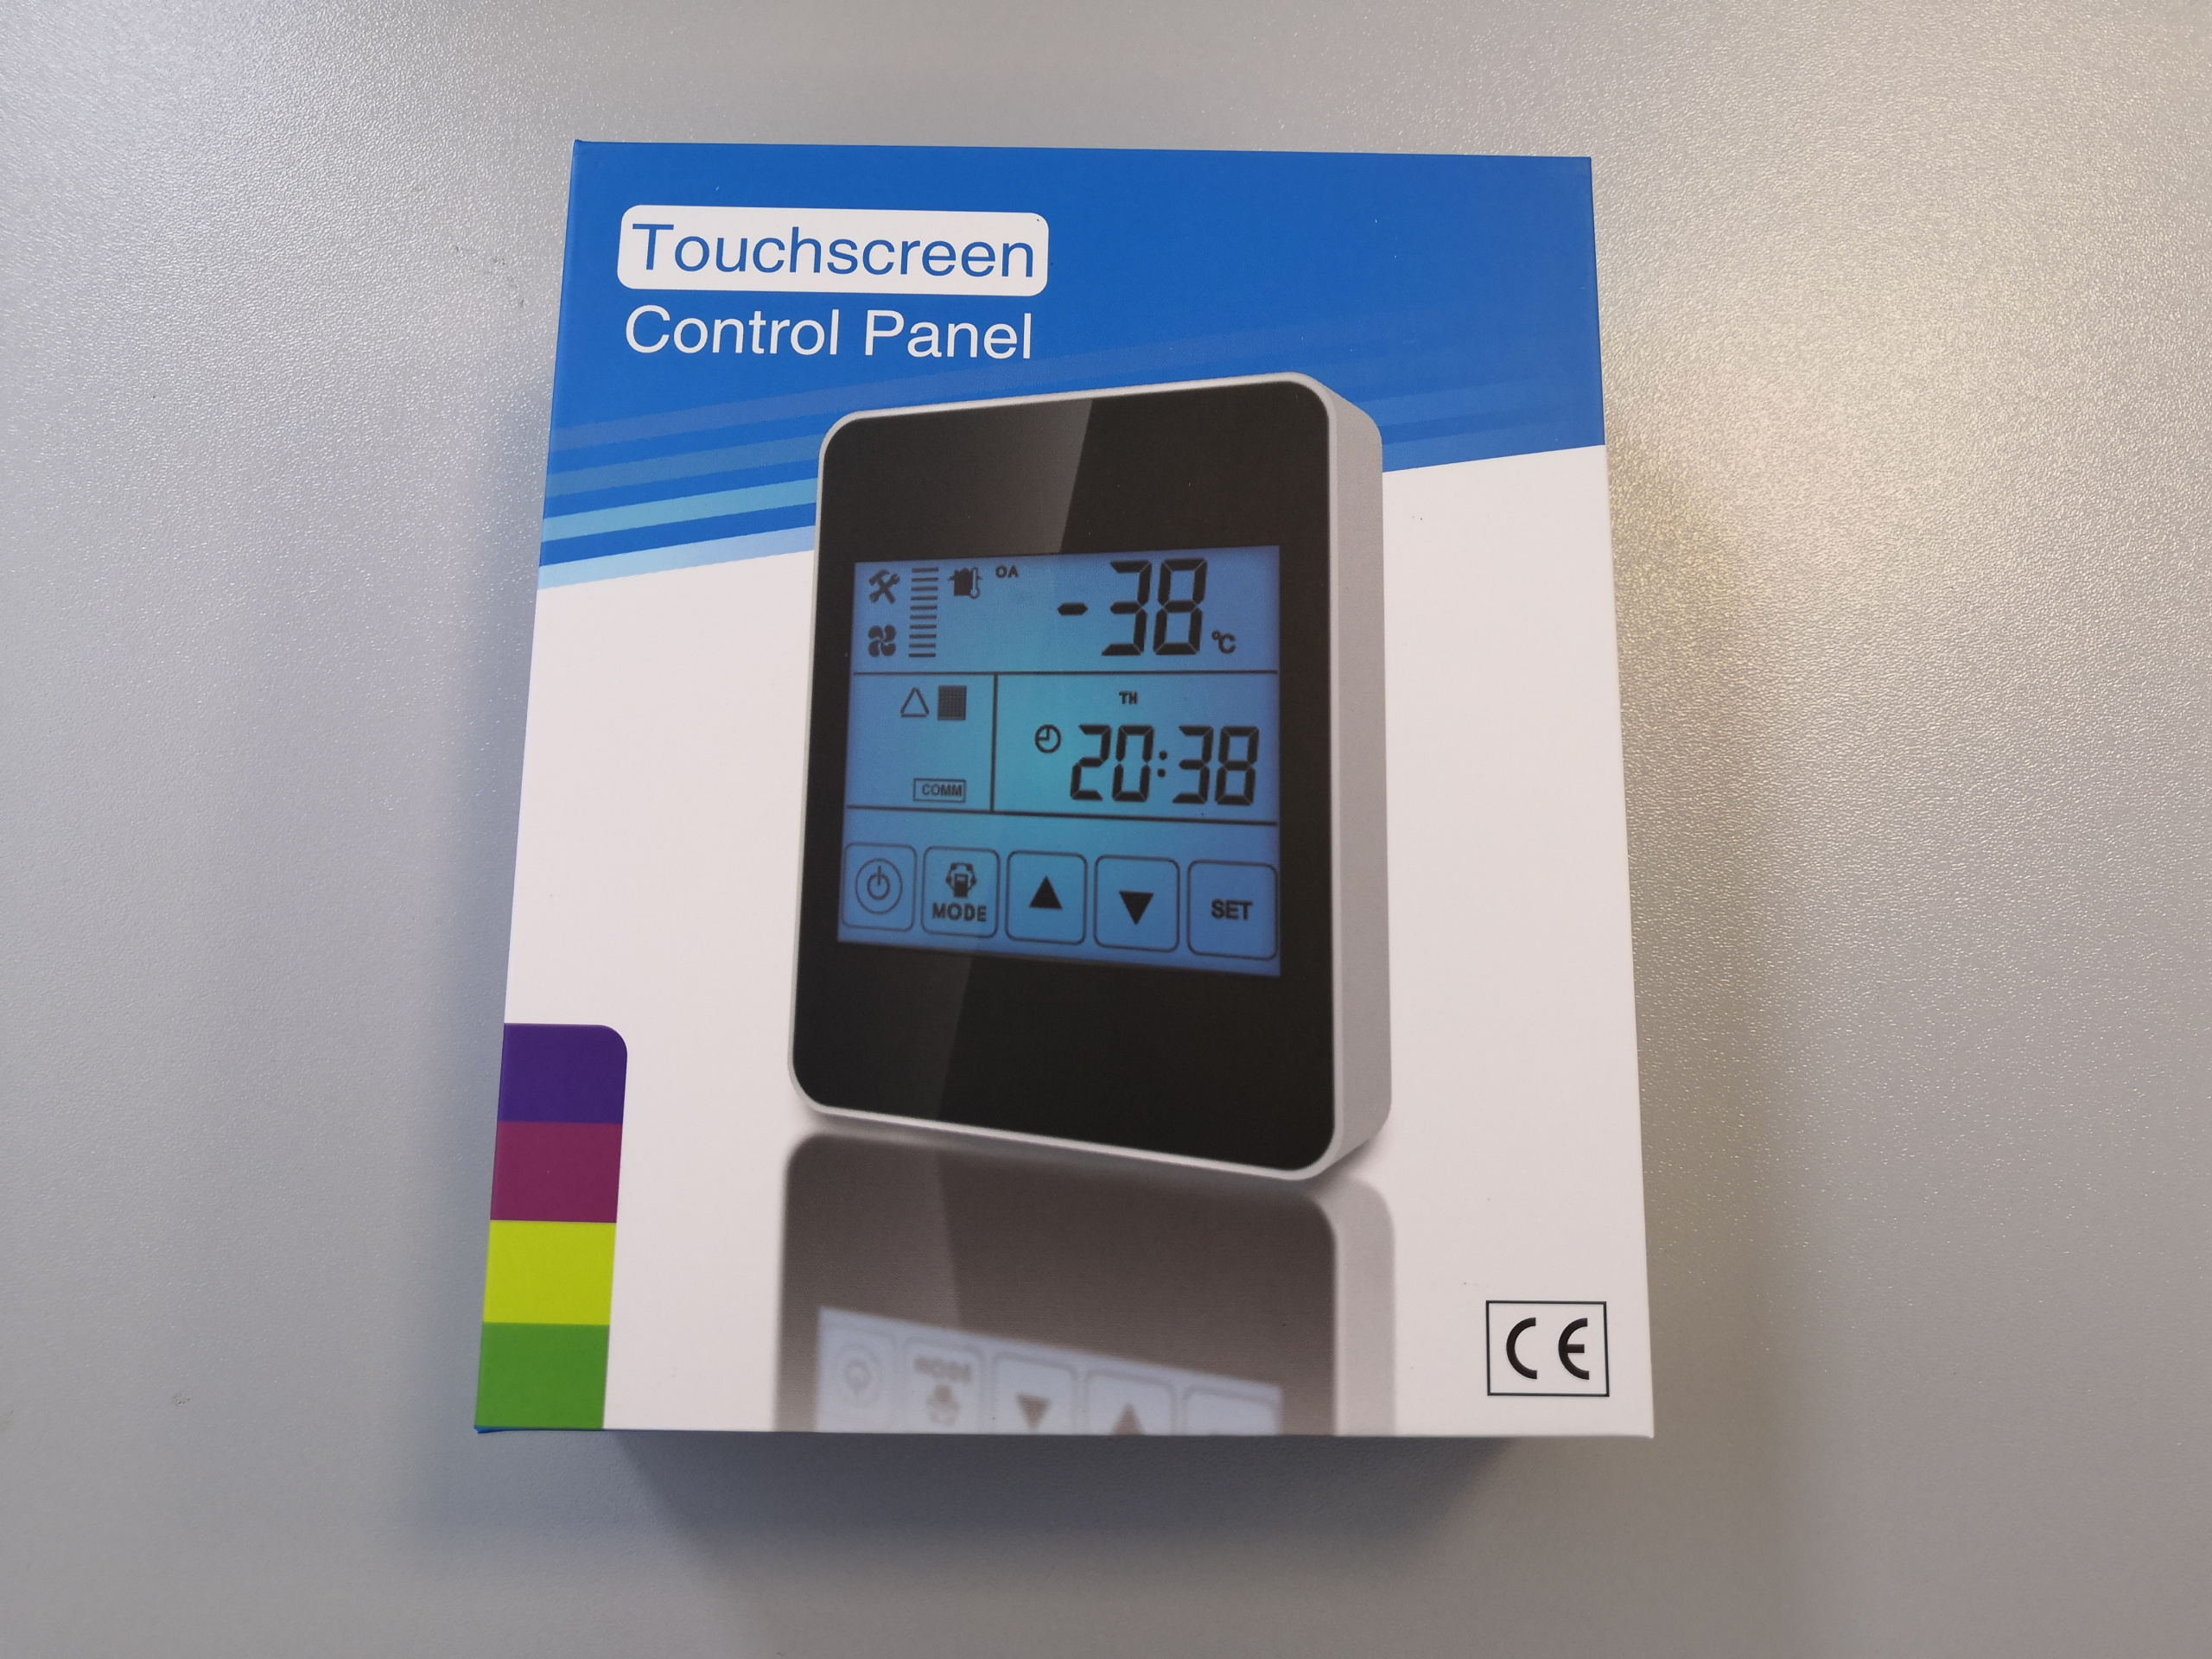 Touchscreen
Control Panel
OA
-38 °C
TH
20:38
COMM
MODE
SET
CE